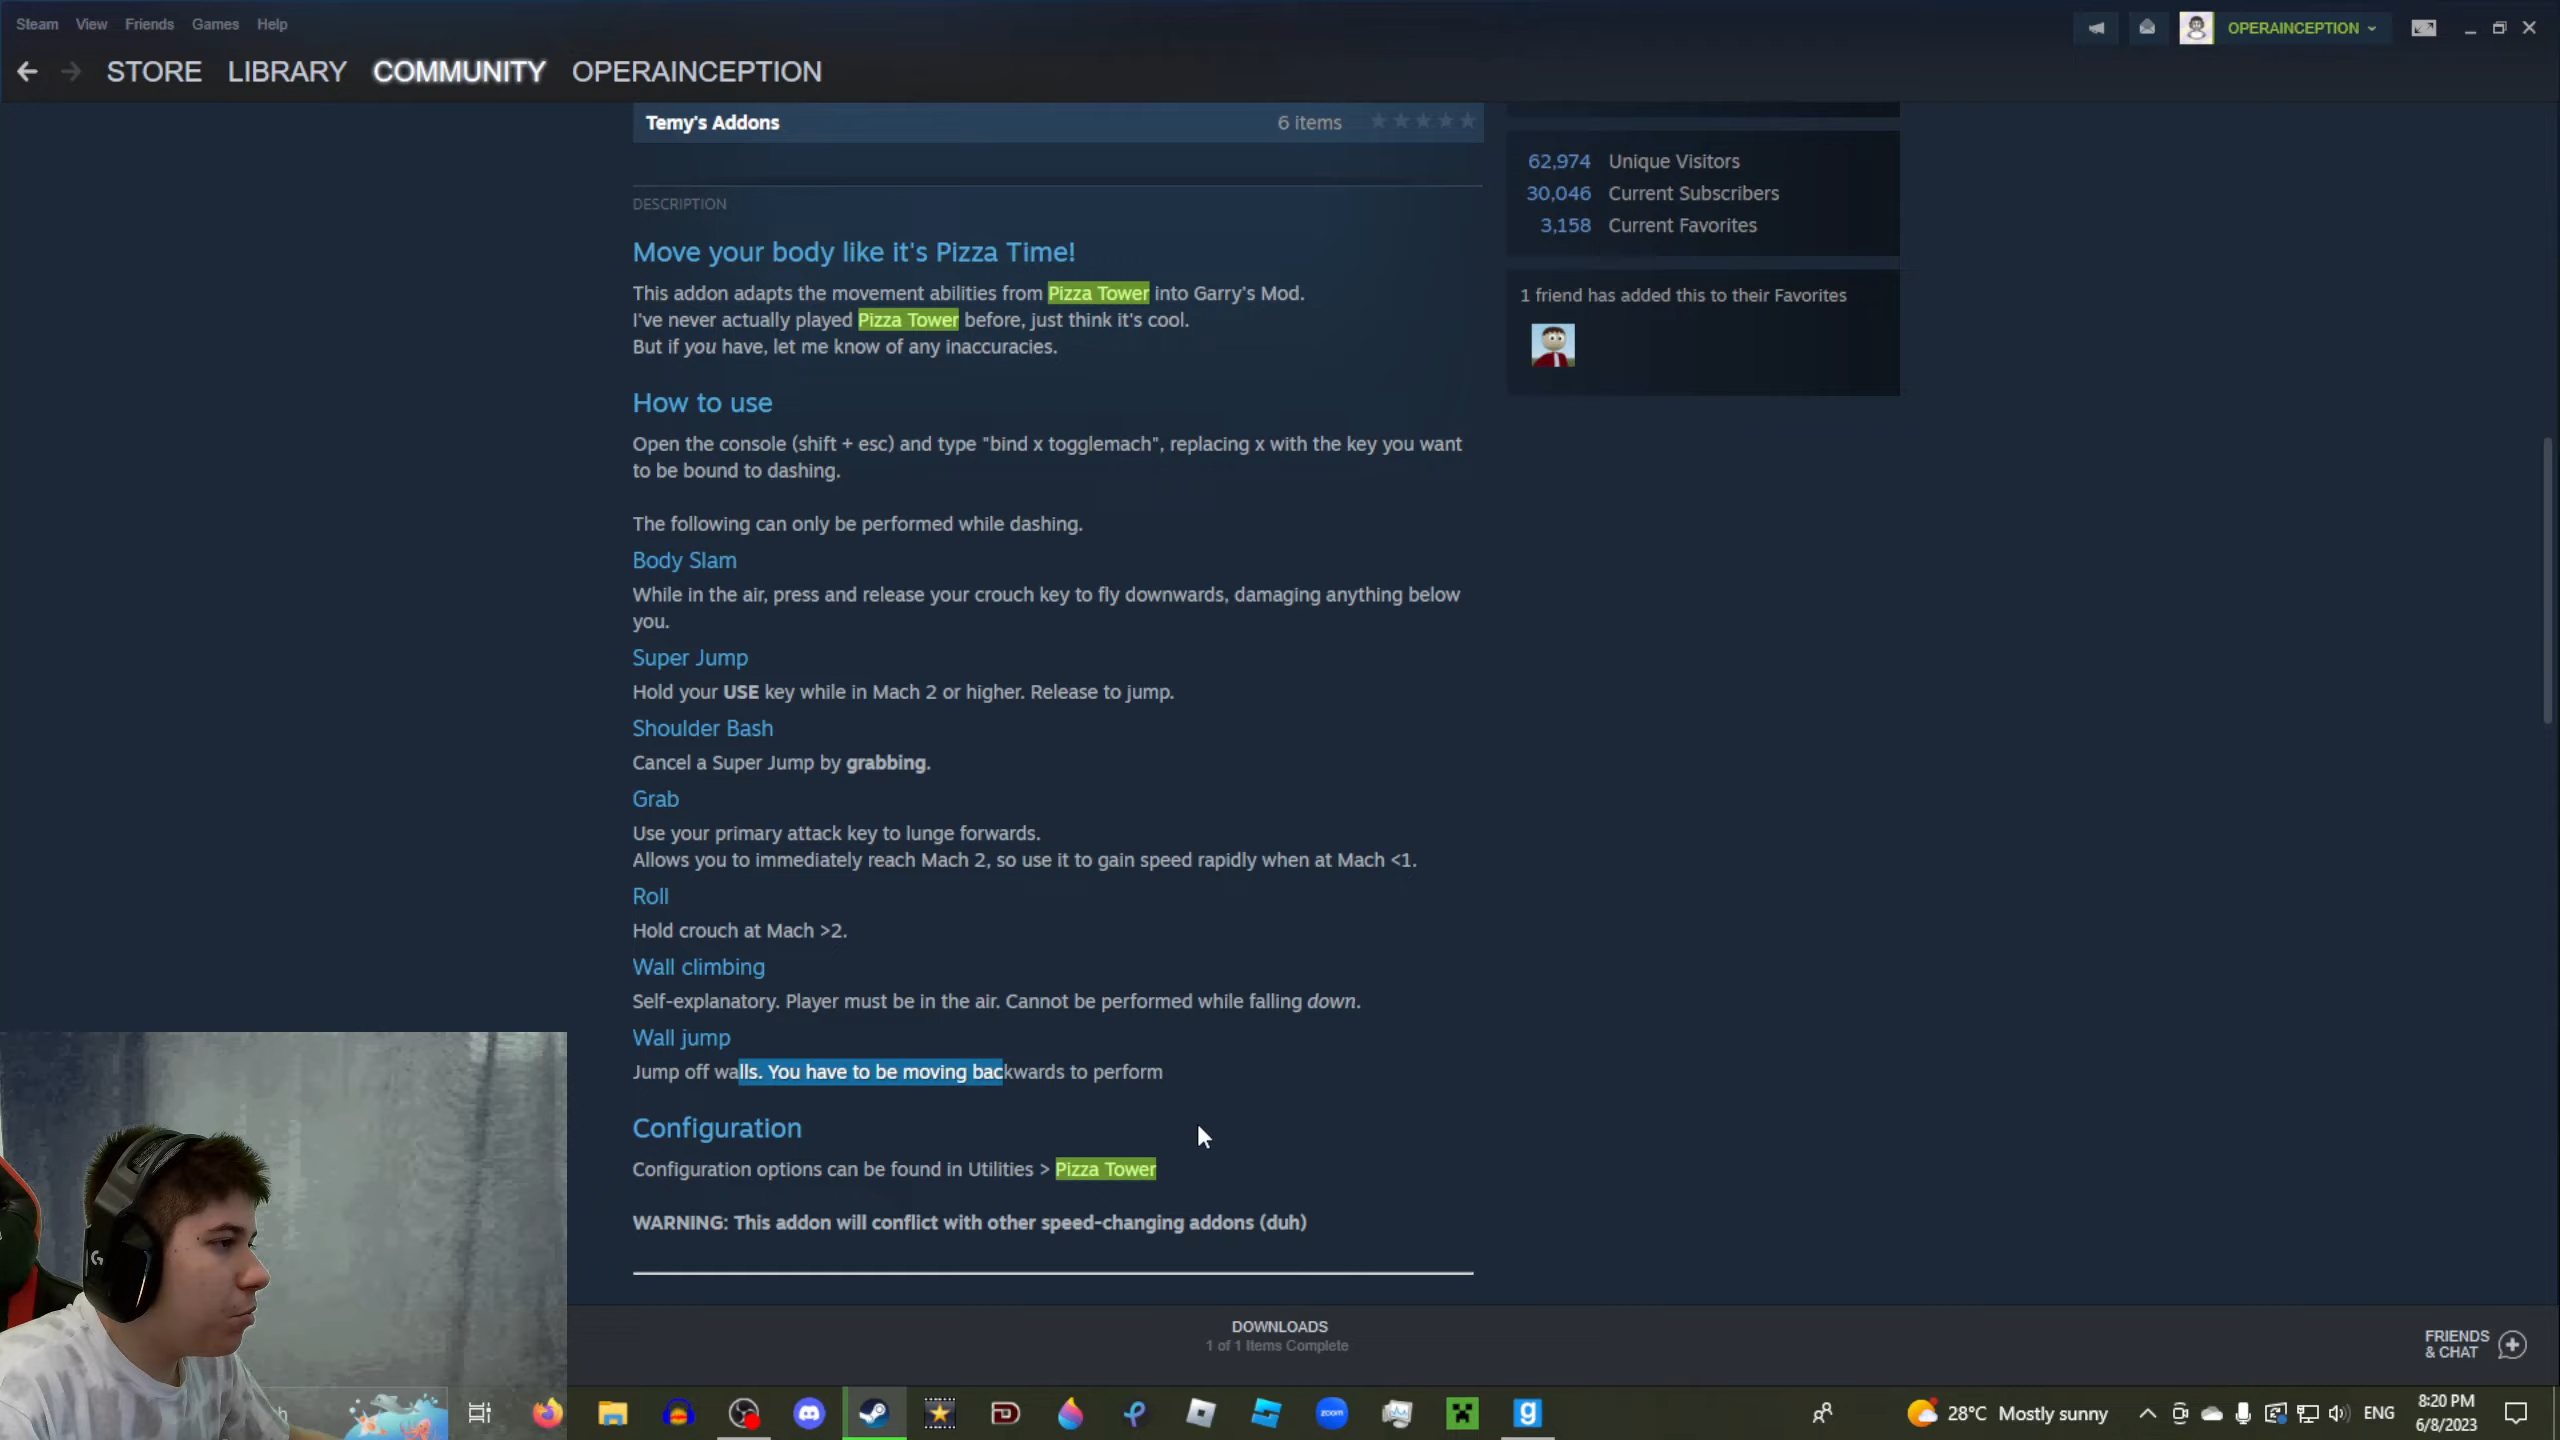 Steam View Friends Games Help
OPERAINCEPTION
STORE LIBRARY COMMUNITY OPERAINCEPTION
Temy's Addons 6 items
62,974 Unique Visitors
30,046 Current Subscribers
3,158 Current Favorites
1 friend has added this to their Favorites
DESCRIPTION
Move your body like it's Pizza Time!
This addon adapts the movement abilities from Pizza Tower into Garry's Mod.
I've never actually played Pizza Tower before, just think it's cool.
But if you have, let me know of any inaccuracies.
How to use
Open the console (shift + esc) and type "bind x togglemach", replacing x with the key you want
to be bound to dashing.
The following can only be performed while dashing.
Body Slam
While in the air, press and release your crouch key to fly downwards, damaging anything below
you.
Super Jump
Hold your USE key while in Mach 2 or higher. Release to jump.
Shoulder Bash
Cancel a Super Jump by grabbing.
Grab
Use your primary attack key to lunge forwards.
Allows you to immediately reach Mach 2, so use it to gain speed rapidly when at Mach <1.
Roll
Hold crouch at Mach >2.
Wall climbing
Self-explanatory. Player must be in the air. Cannot be performed while falling down.
Wall jump
Jump off walls. You have to be moving backwards to perform
Configuration
Configuration options can be found in Utilities > Pizza Tower
WARNING: This addon will conflict with other speed-changing addons (duh)
DOWNLOADS
1 of 1 Items Complete
FRIENDS
& CHAT
zoom
28°C Mostly sunny
ENG
8:20 PM
6/8/2023